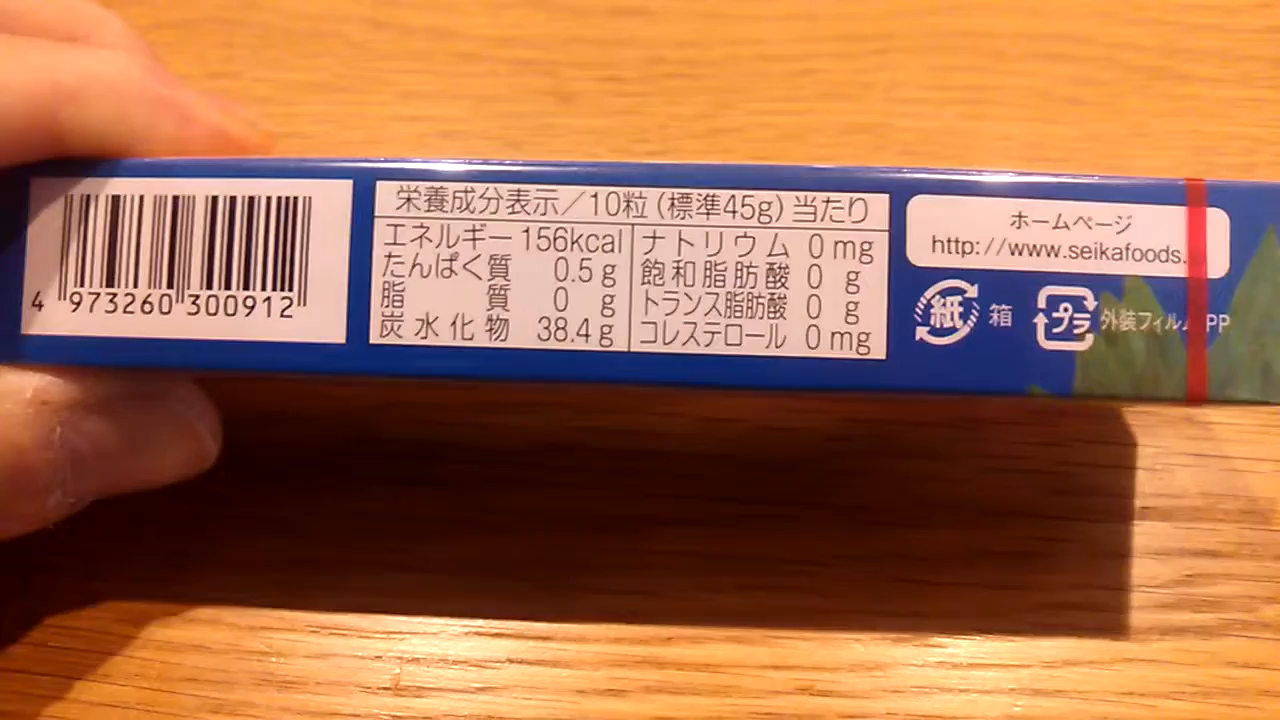 4 973260 300912
栄養成分表示／10粒(標準45g)当たり
エネルギー 156kcal
たんぱく質 0.5g
脂質 0g
炭水化物 38.4g
ナトリウム 0mg
飽和脂肪酸 0g
トランス脂肪酸 0g
コレステロール 0mg
ホームページ
http://www.seikafoods.
紙 箱
プラ 外装フィルム PP